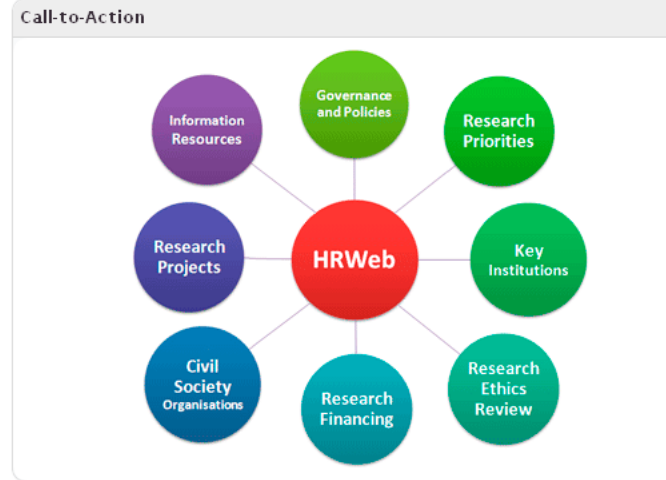 Call-to-Action
Governance
and Policies
Information
Resources
Research
Priorities
Research
Projects
HRWeb
Key
Institutions
Civil
Society
Organisations
Research
Financing
Research
Ethics
Review